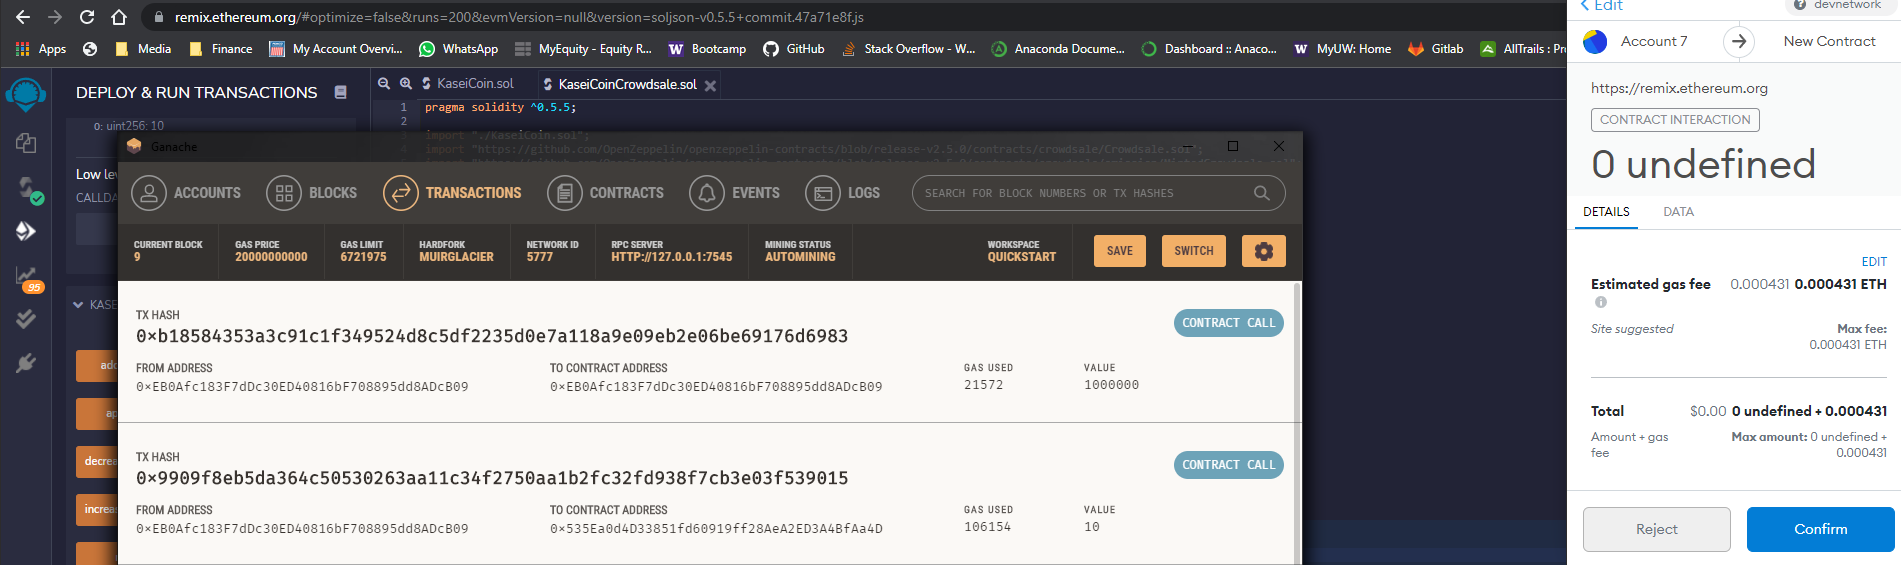 remix.ethereum.org/#optimize=false&runs=200&evmVersion=null&version=soljson-v0.5.5+commit.47a71e8f.js
Apps Media Finance My Account Overvi... WhatsApp MyEquity - Equity R... Bootcamp GitHub Stack Overflow - W... Anaconda Docume... Dashboard :: Anaco... MyUW: Home Gitlab AllTrails : Pr
DEPLOY & RUN TRANSACTIONS
KaseiCoin.sol KaseiCoinCrowdsale.sol
0: uint256: 10
1 pragma solidity ^0.5.5;
2
import "./KaseiCoin.sol";
import "https://github.com/OpenZeppelin/openzeppelin-contracts/blob/release-v2.5.0/contracts/crowdsale/Crowdsale.sol";
Low lev
CALLDA
95
KASE
add
ap
decrea
increas
Ganache
ACCOUNTS BLOCKS TRANSACTIONS CONTRACTS EVENTS LOGS SEARCH FOR BLOCK NUMBERS OR TX HASHES
CURRENT BLOCK GAS PRICE GAS LIMIT HARDFORK NETWORK ID RPC SERVER MINING STATUS WORKSPACE
9 20000000000 6721975 MUIRGLACIER 5777 HTTP://127.0.0.1:7545 AUTOMINING QUICKSTART
SAVE SWITCH
TX HASH
0×b18584353a3c91c1f349524d8c5df2235d0e7a118a9e09eb2e06be69176d6983
CONTRACT CALL
FROM ADDRESS TO CONTRACT ADDRESS GAS USED VALUE
0×EB0Afc183F7dDc30ED40816bF708895dd8ADcB09 0×EB0Afc183F7dDc30ED40816bF708895dd8ADcB09 21572 1000000
TX HASH
0×9909f8eb5da364c50530263aa11c34f2750aa1b2fc32fd938f7cb3e03f539015
CONTRACT CALL
FROM ADDRESS TO CONTRACT ADDRESS GAS USED VALUE
0×EB0Afc183F7dDc30ED40816bF708895dd8ADcB09 0×535Ea0d4D33851fd60919ff28AeA2ED3A4BfAa4D 106154 10
Edit devnetwork
Account 7 New Contract
https://remix.ethereum.org
CONTRACT INTERACTION
0 undefined
DETAILS DATA
EDIT
Estimated gas fee 0.000431 0.000431 ETH
Site suggested Max fee:
0.000431 ETH
Total $0.00 0 undefined + 0.000431
Amount + gas Max amount: 0 undefined +
fee 0.000431
Reject Confirm